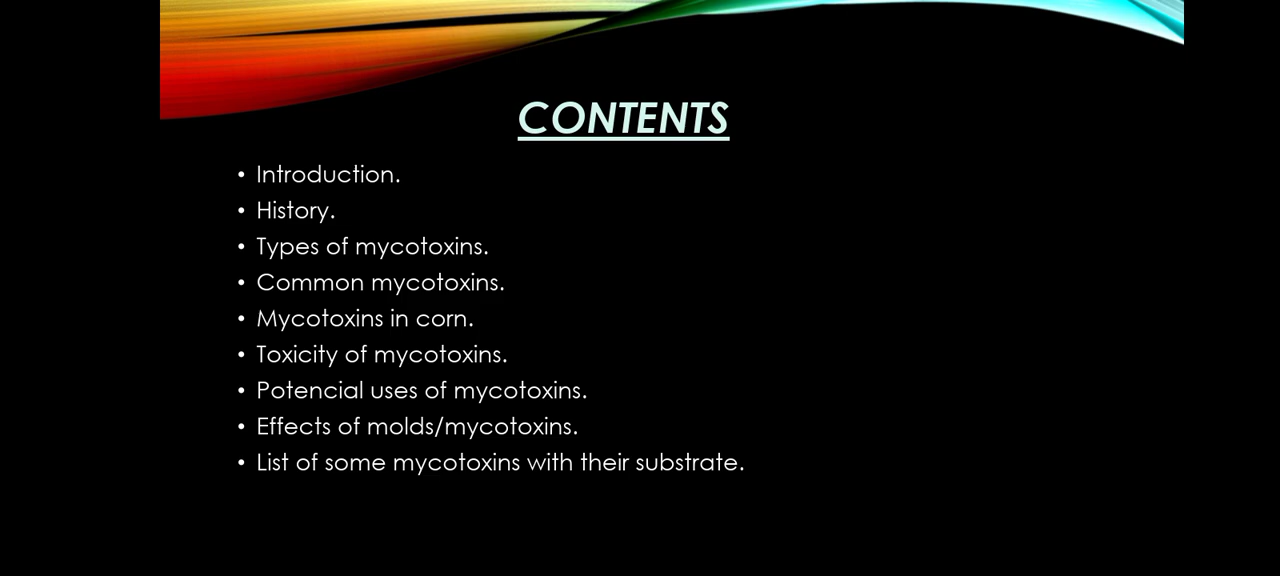 CONTENTS
• Introduction.
• History.
• Types of mycotoxins.
• Common mycotoxins.
• Mycotoxins in corn.
• Toxicity of mycotoxins.
• Potencial uses of mycotoxins.
• Effects of molds/mycotoxins.
• List of some mycotoxins with their substrate.